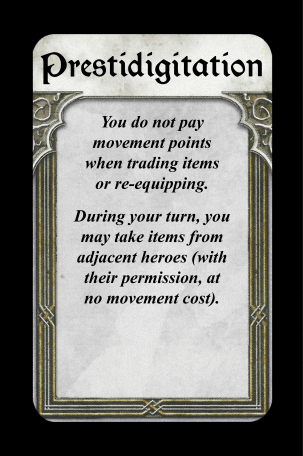 Prestidigitation
You do not pay
movement points
when trading items
or re-equipping.
During your turn, you
may take items from
adjacent heroes (with
their permission, at
no movement cost).